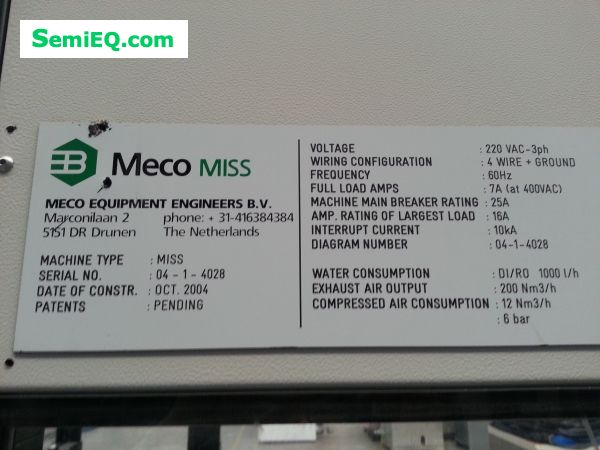 SemiEQ.com
EB Meco MISS
MECO EQUIPMENT ENGINEERS B.V.
Marconilaan 2 phone: + 31-416384384
5151 DR Drunen The Netherlands
MACHINE TYPE : MISS
SERIAL NO. : 04 - 1 - 4028
DATE OF CONSTR. : OCT. 2004
PATENTS : PENDING
VOLTAGE : 220 VAC-3ph
WIRING CONFIGURATION : 4 WIRE + GROUND
FREQUENCY : 60Hz
FULL LOAD AMPS : 7A (at 400VAC)
MACHINE MAIN BREAKER RATING : 25A
AMP. RATING OF LARGEST LOAD : 16A
INTERRUPT CURRENT : 10kA
DIAGRAM NUMBER : 04-1-4028
WATER CONSUMPTION : DI/RO 1000 l/h
EXHAUST AIR OUTPUT : 200 Nm3/h
COMPRESSED AIR CONSUMPTION : 12 Nm3/h
: 6 bar